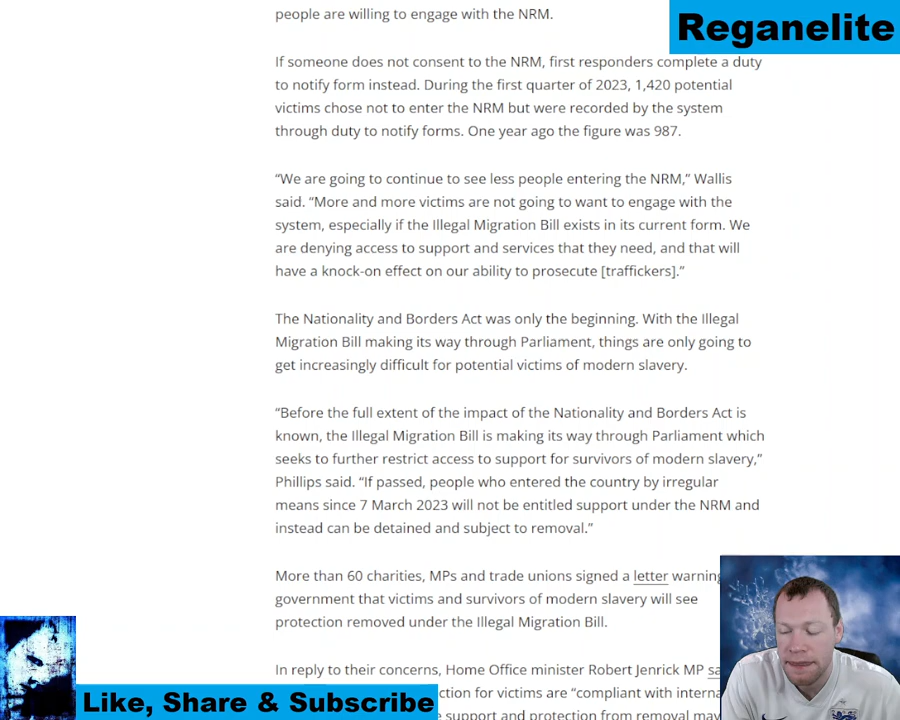 people are willing to engage with the NRM.
Reganelite
If someone does not consent to the NRM, first responders complete a duty
to notify form instead. During the first quarter of 2023, 1,420 potential
victims chose not to enter the NRM but were recorded by the system
through duty to notify forms. One year ago the figure was 987.
“We are going to continue to see less people entering the NRM,” Wallis
said. “More and more victims are not going to want to engage with the
system, especially if the Illegal Migration Bill exists in its current form. We
are denying access to support and services that they need, and that will
have a knock-on effect on our ability to prosecute [traffickers].”
The Nationality and Borders Act was only the beginning. With the Illegal
Migration Bill making its way through Parliament, things are only going to
get increasingly difficult for potential victims of modern slavery.
“Before the full extent of the impact of the Nationality and Borders Act is
known, the Illegal Migration Bill is making its way through Parliament which
seeks to further restrict access to support for survivors of modern slavery,”
Phillips said. “If passed, people who entered the country by irregular
means since 7 March 2023 will not be entitled support under the NRM and
instead can be detained and subject to removal.”
More than 60 charities, MPs and trade unions signed a letter warning
government that victims and survivors of modern slavery will see
protection removed under the Illegal Migration Bill.
In reply to their concerns, Home Office minister Robert Jenrick MP
for victims are “compliant with
support and protection from removal may
Like, Share & Subscribe